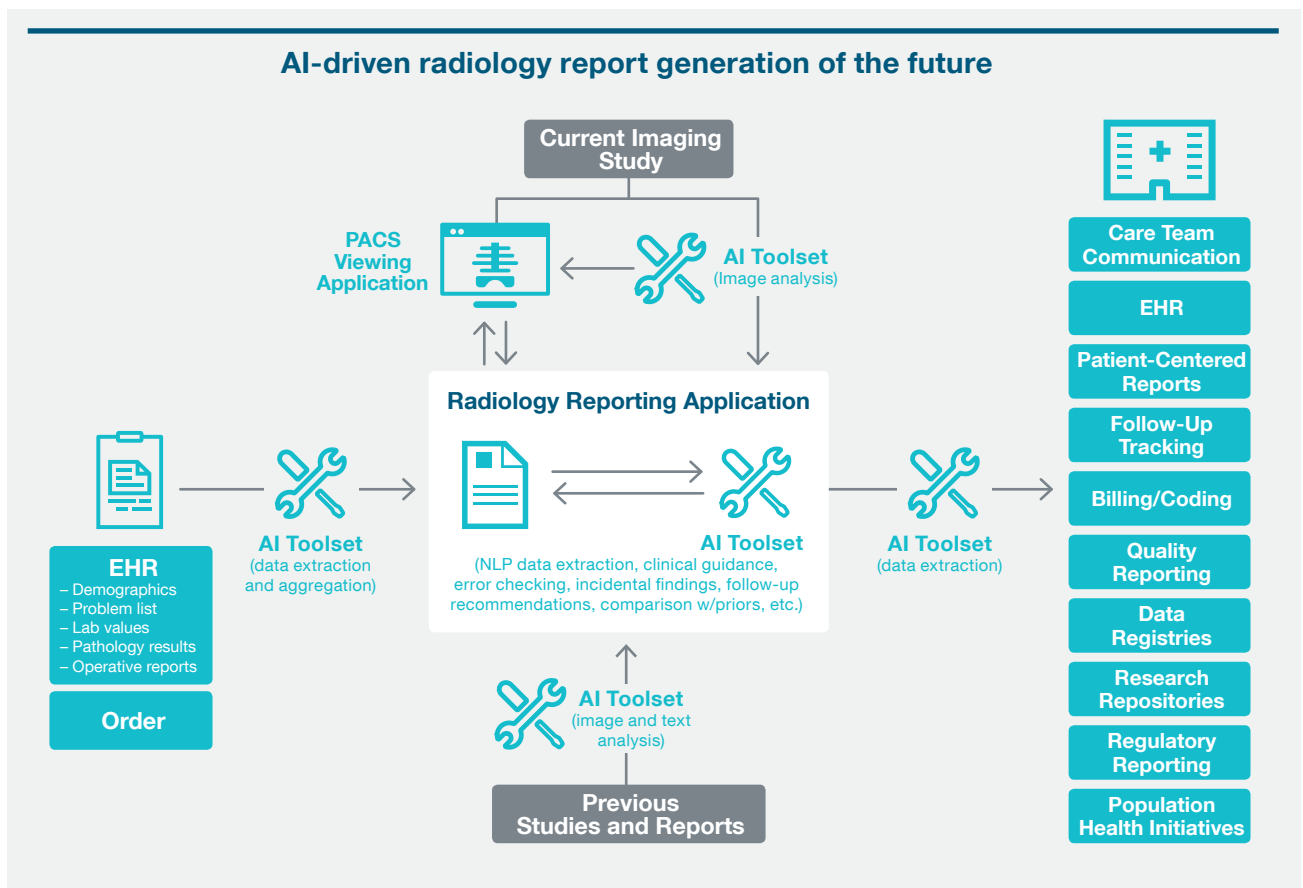 AI-driven radiology report generation of the future
Current Imaging
Study
PACS
Viewing
Application
AI Toolset
(Image analysis)
Radiology Reporting Application
AI Toolset
(NLP data extraction, clinical guidance,
error checking, incidental findings, follow-up
recommendations, comparison w/priors, etc.)
EHR
– Demographics
– Problem list
– Lab values
– Pathology results
– Operative reports
Order
AI Toolset
(data extraction
and aggregation)
AI Toolset
(image and text
analysis)
Previous
Studies and Reports
AI Toolset
(data extraction)
Care Team
Communication
EHR
Patient-Centered
Reports
Follow-Up
Tracking
Billing/Coding
Quality
Reporting
Data
Registries
Research
Repositories
Regulatory
Reporting
Population
Health Initiatives